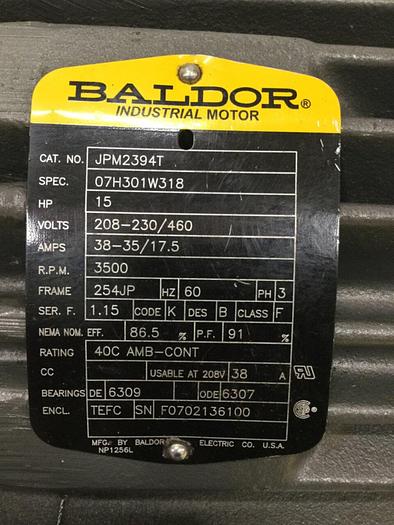 BALDOR®
INDUSTRIAL MOTOR
CAT. NO. JPM2394T
SPEC. 07H301W318
HP 15
VOLTS 208-230/460
AMPS 38-35/17.5
R.P.M. 3500
FRAME 254JP HZ 60 PH 3
SER. F. 1.15 CODE K DES B CLASS F
NEMA NOM. EFF. 86.5 % P.F. 91 %
RATING 40C AMB-CONT
CC USABLE AT 208V 38 A
BEARINGS DE 6309 ODE 6307
ENCL. TEFC SN F0702136100
MFG. BY BALDOR ELECTRIC CO. U.S.A.
NP1256L